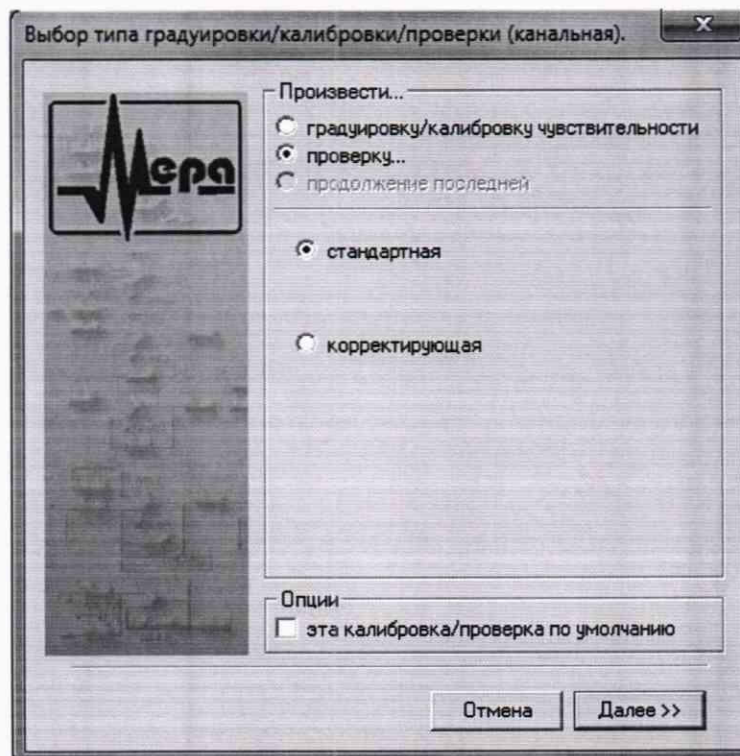 Выбор типа градуировки/калибровки/проверки (канальная).
Мера
Произвести...
градуировку/калибровку чувствительности
проверку...
продолжение последней
стандартная
корректирующая
Опции
эта калибровка/проверка по умолчанию
Отмена
Далее >>